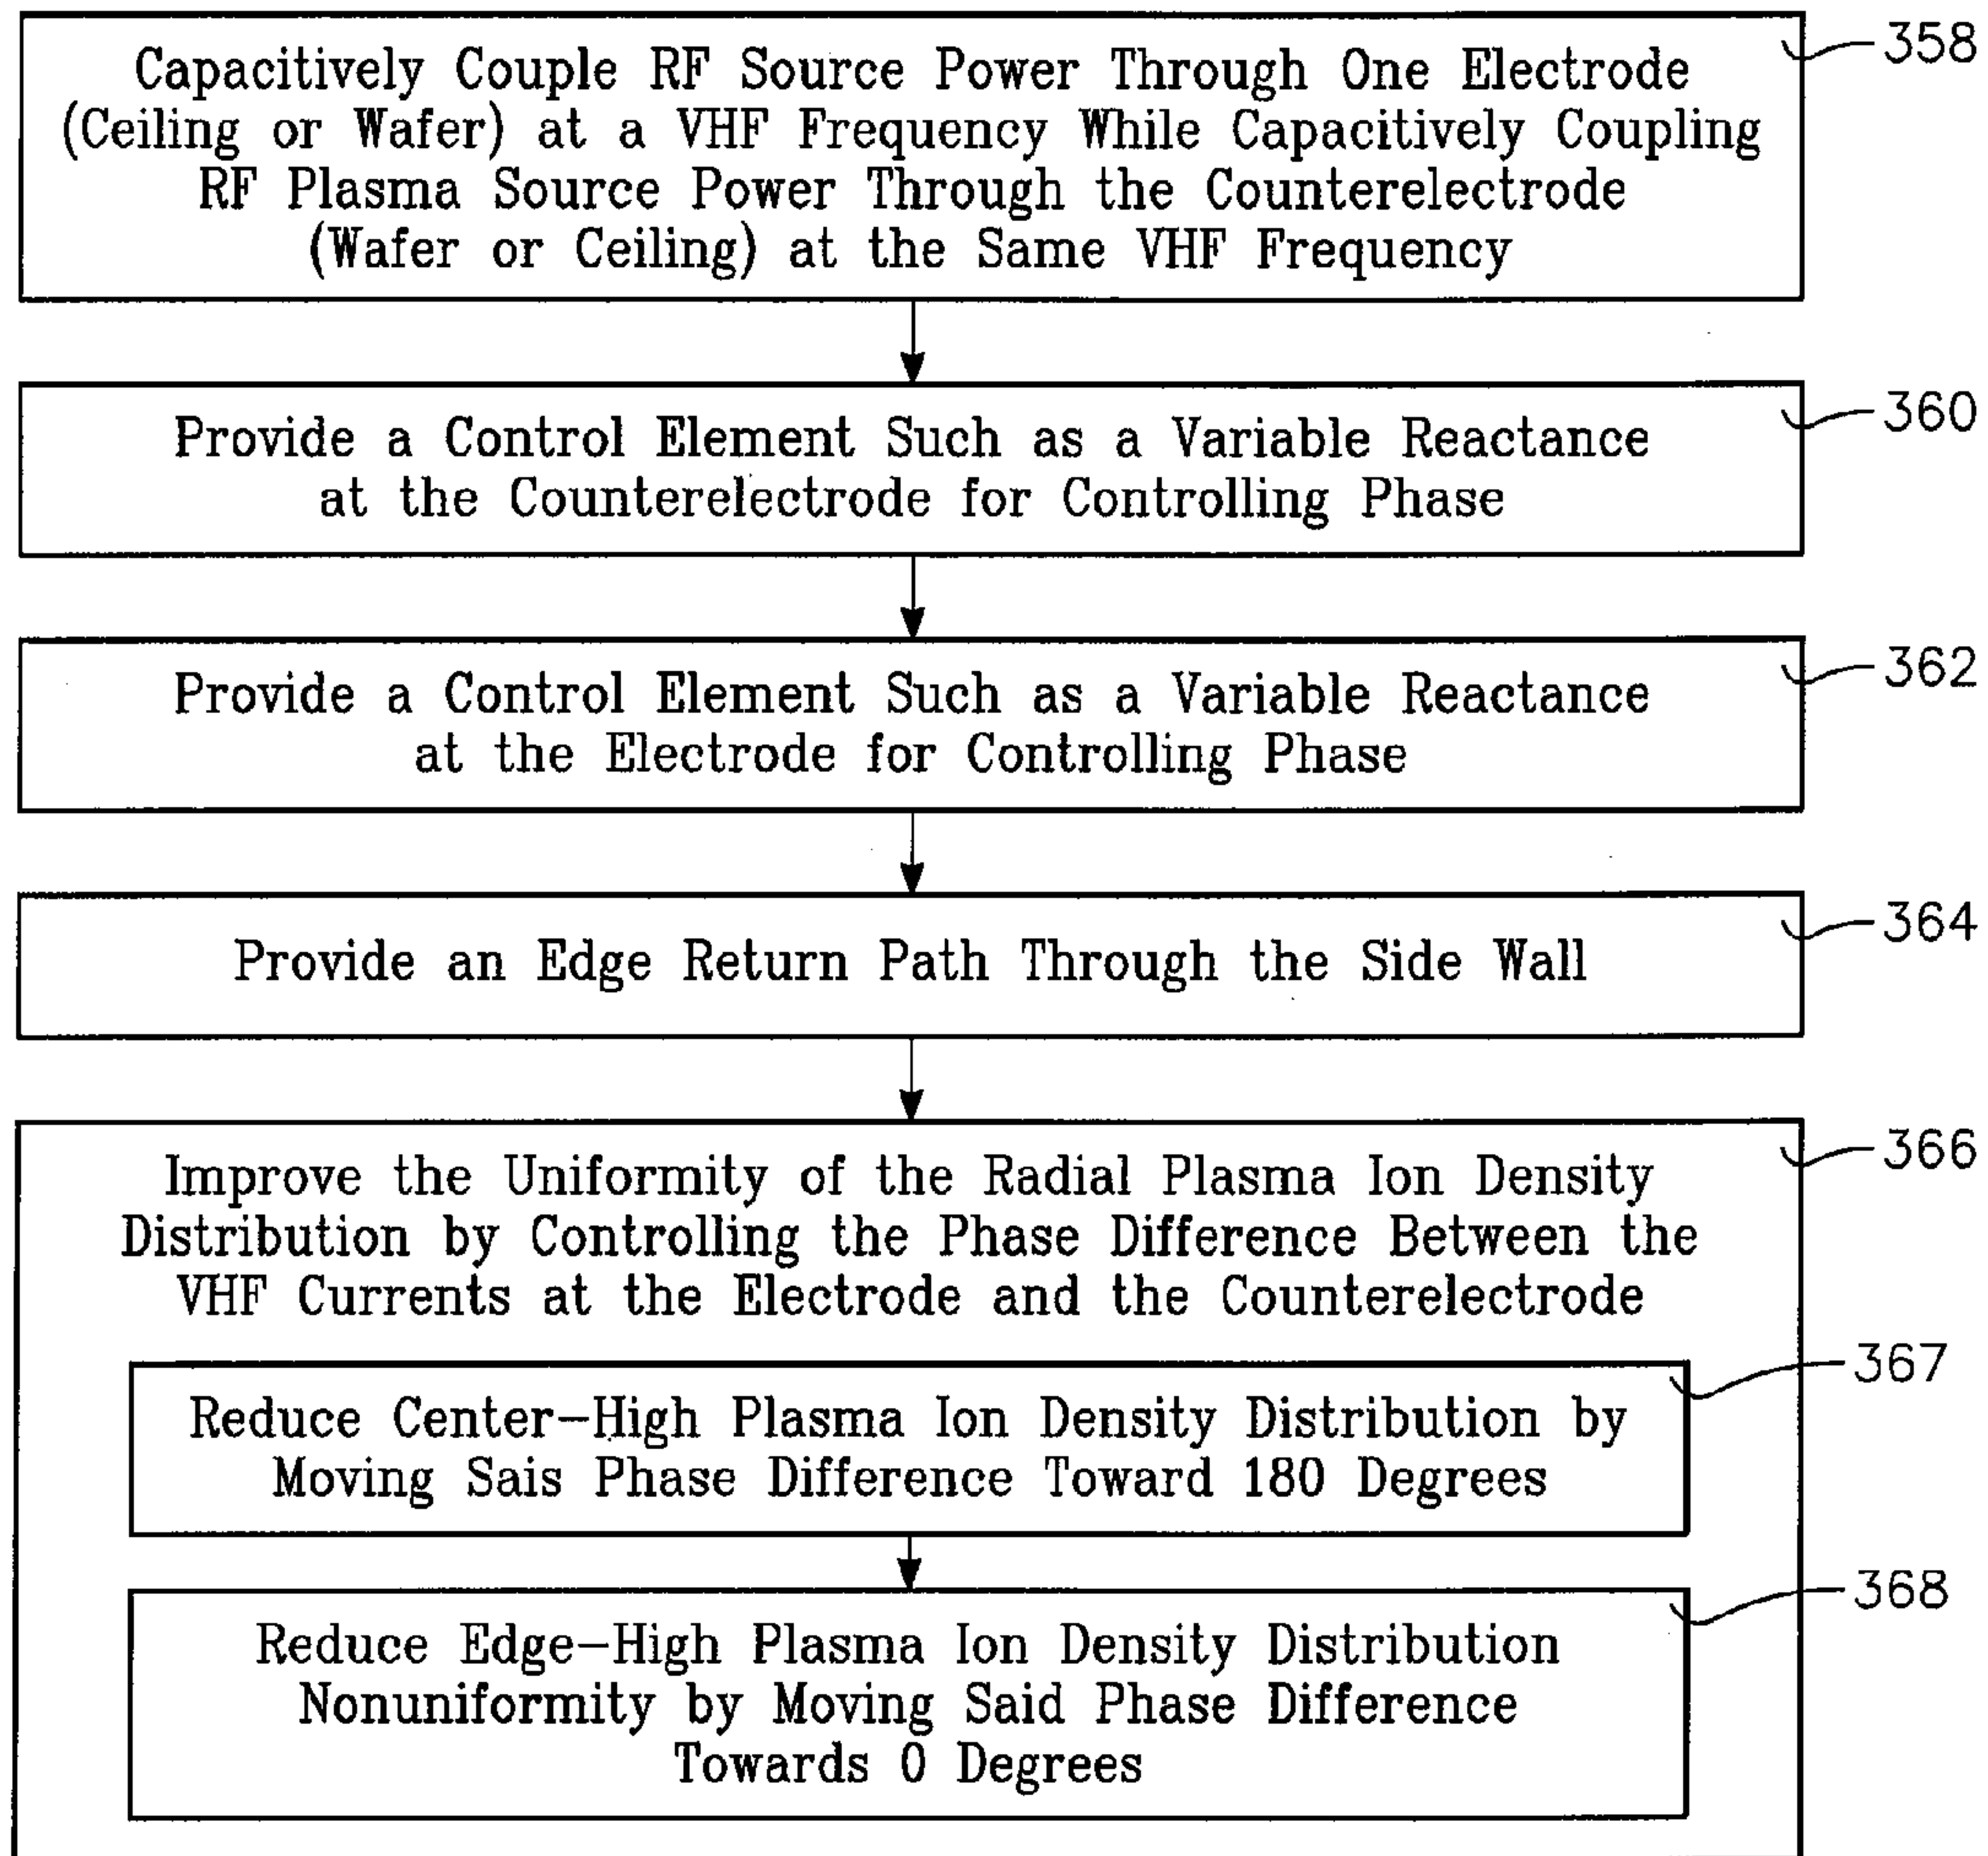 Capacitively Couple RF Source Power Through One Electrode
(Ceiling or Wafer) at a VHF Frequency While Capacitively Coupling
RF Plasma Source Power Through the Counterelectrode
(Wafer or Ceiling) at the Same VHF Frequency
358
Provide a Control Element Such as a Variable Reactance
at the Counterelectrode for Controlling Phase
360
Provide a Control Element Such as a Variable Reactance
at the Electrode for Controlling Phase
362
Provide an Edge Return Path Through the Side Wall
364
Improve the Uniformity of the Radial Plasma Ion Density
Distribution by Controlling the Phase Difference Between the
VHF Currents at the Electrode and the Counterelectrode
366
Reduce Center-High Plasma Ion Density Distribution by
Moving Sais Phase Difference Toward 180 Degrees
367
Reduce Edge-High Plasma Ion Density Distribution
Nonuniformity by Moving Said Phase Difference
Towards 0 Degrees
368